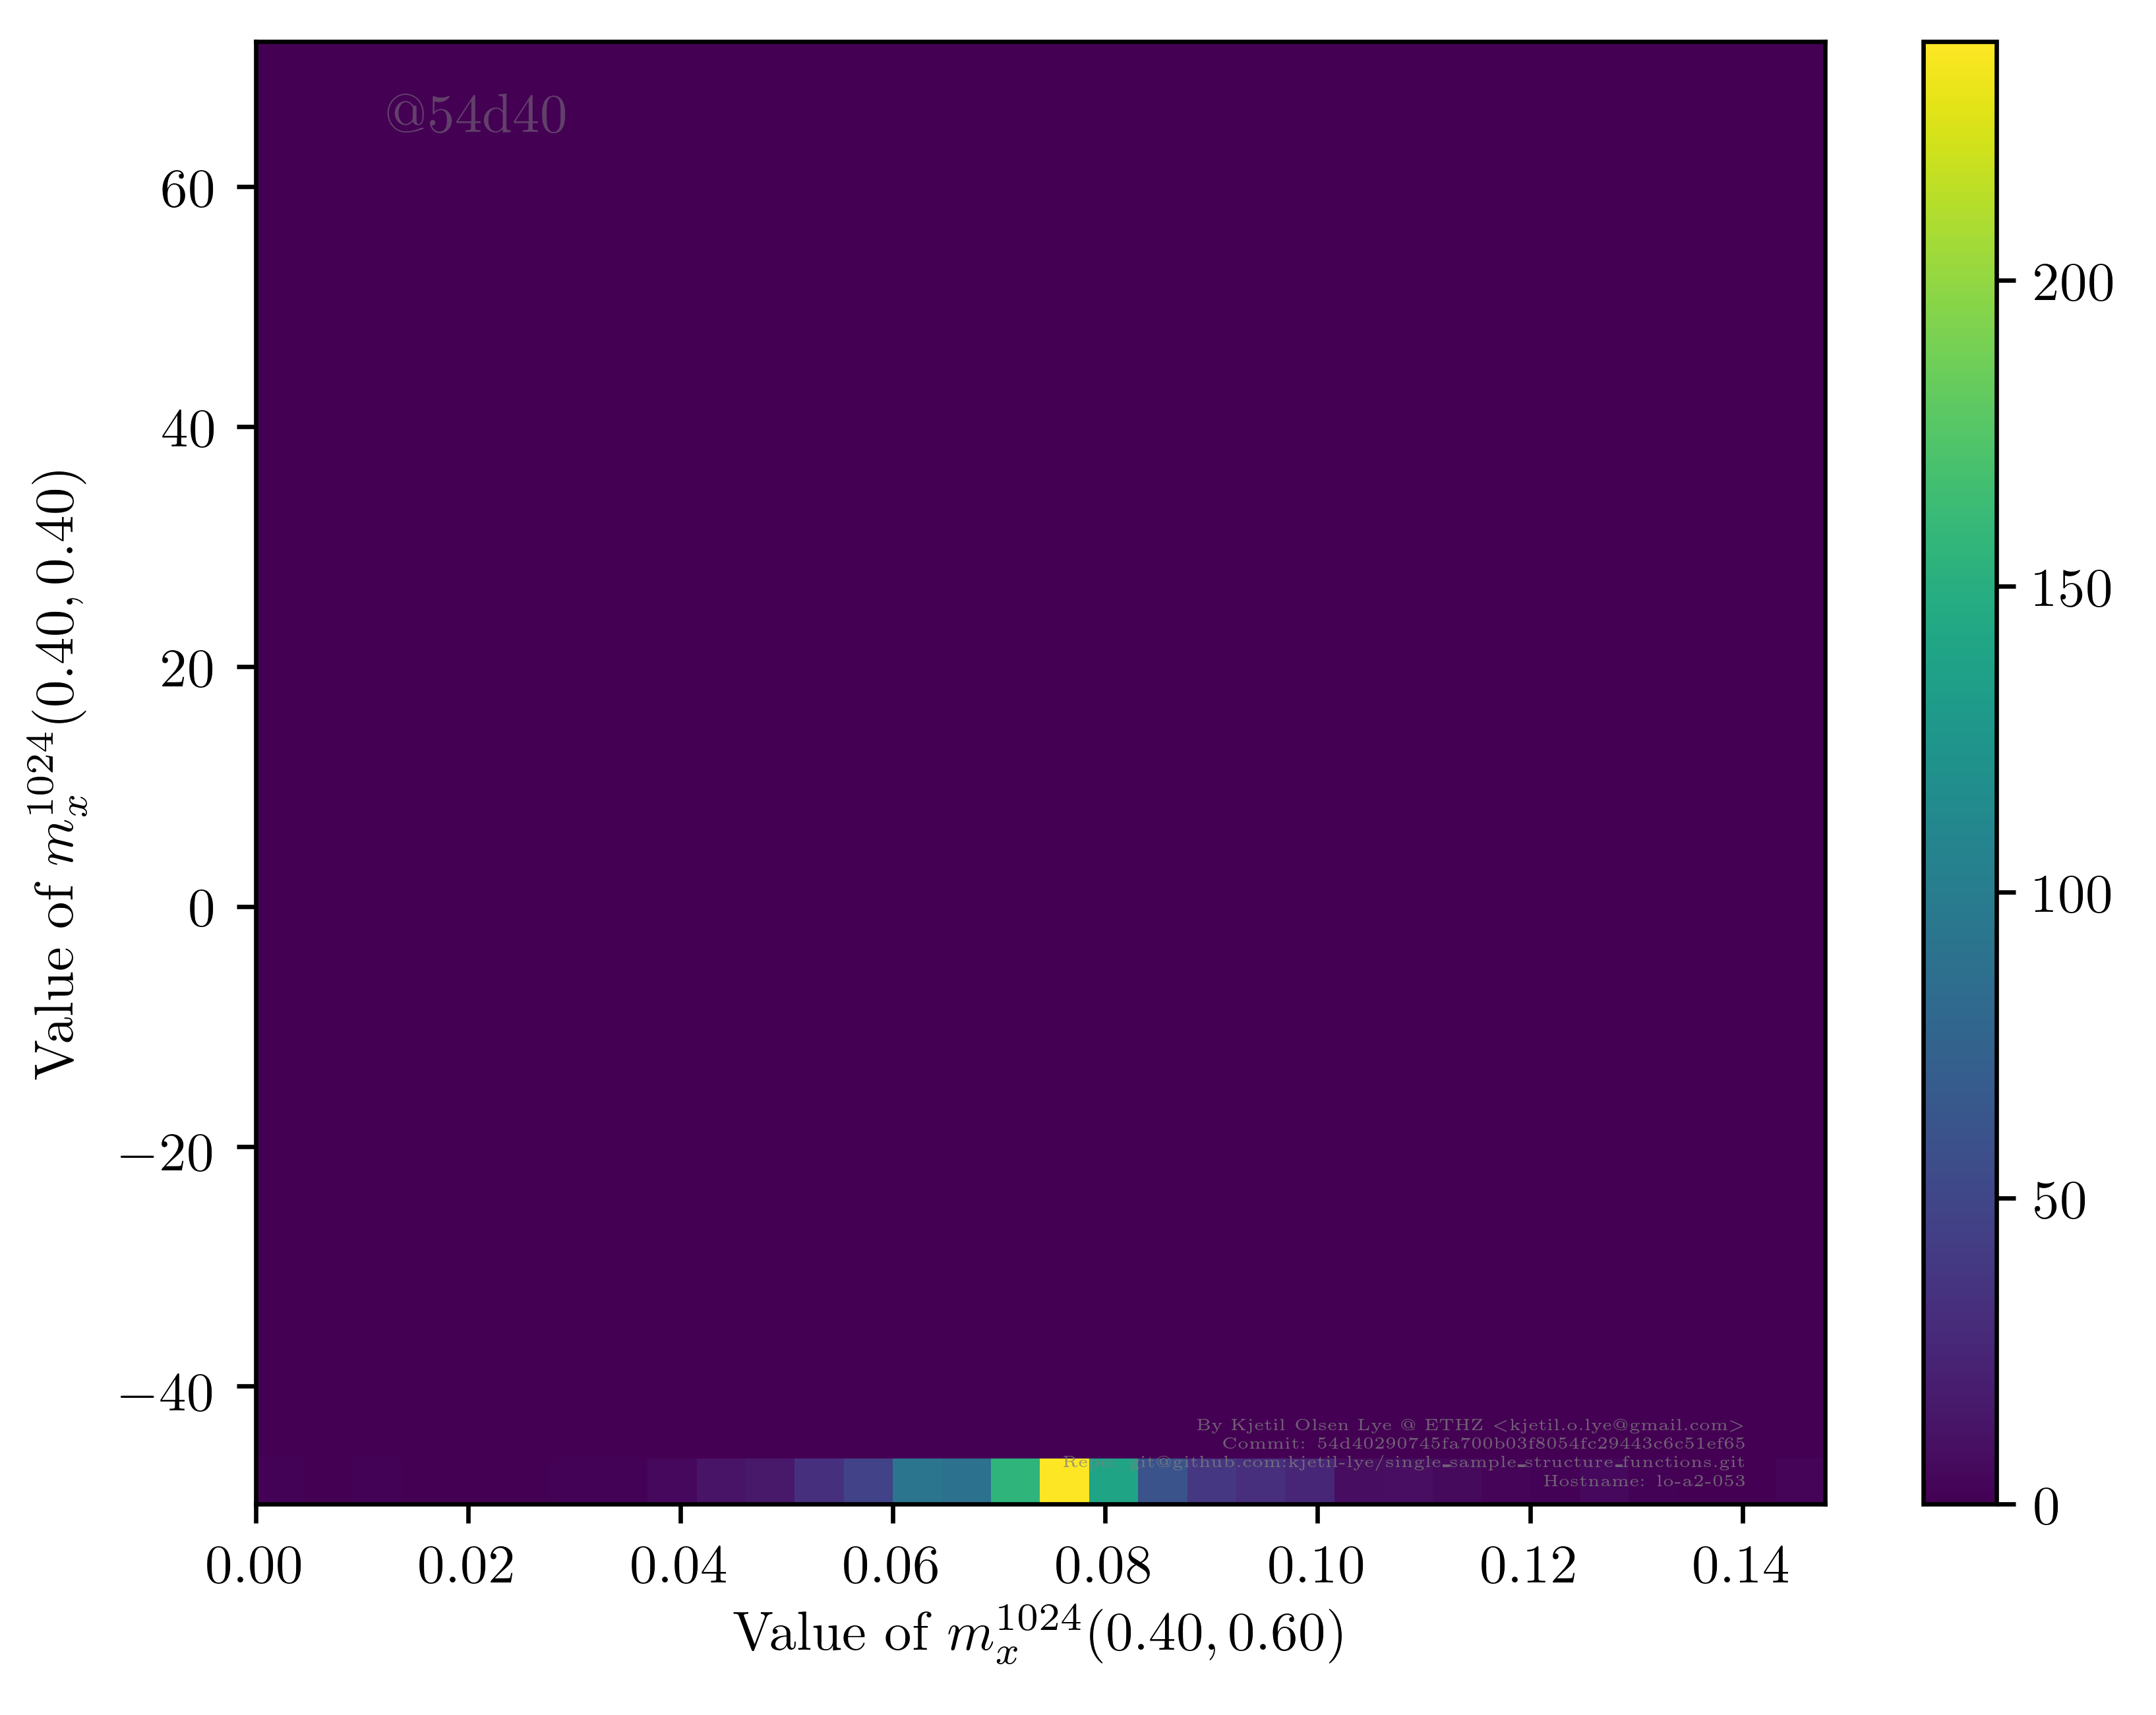 @54d40
60
40
20
0
−20
−40
Value of m_x^{1024}(0.40, 0.40)
0.00 0.02 0.04 0.06 0.08 0.10 0.12 0.14
Value of m_x^{1024}(0.40, 0.60)
200
150
100
50
0
By Kjetil Olsen Lye @ ETHZ <kjetil.o.lye@gmail.com>
Commit: 54d40290745fa700b03f8054fc29443c6c51ef65
git@github.com:kjetil-lye/single_sample_structure_functions.git
Hostname: lo-a2-053